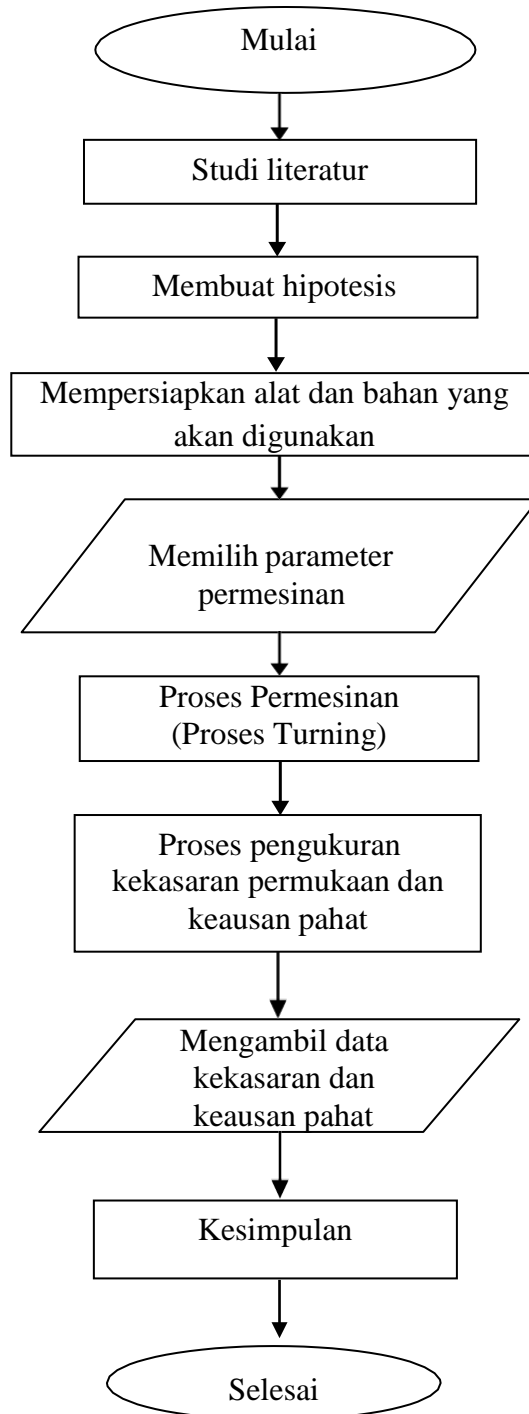 Mulai
Studi literatur
Membuat hipotesis
Mempersiapkan alat dan bahan yang
akan digunakan
Memilih parameter
permesinan
Proses Permesinan
(Proses Turning)
Proses pengukuran
kekasaran permukaan dan
keausan pahat
Mengambil data
kekasaran dan
keausan pahat
Kesimpulan
Selesai